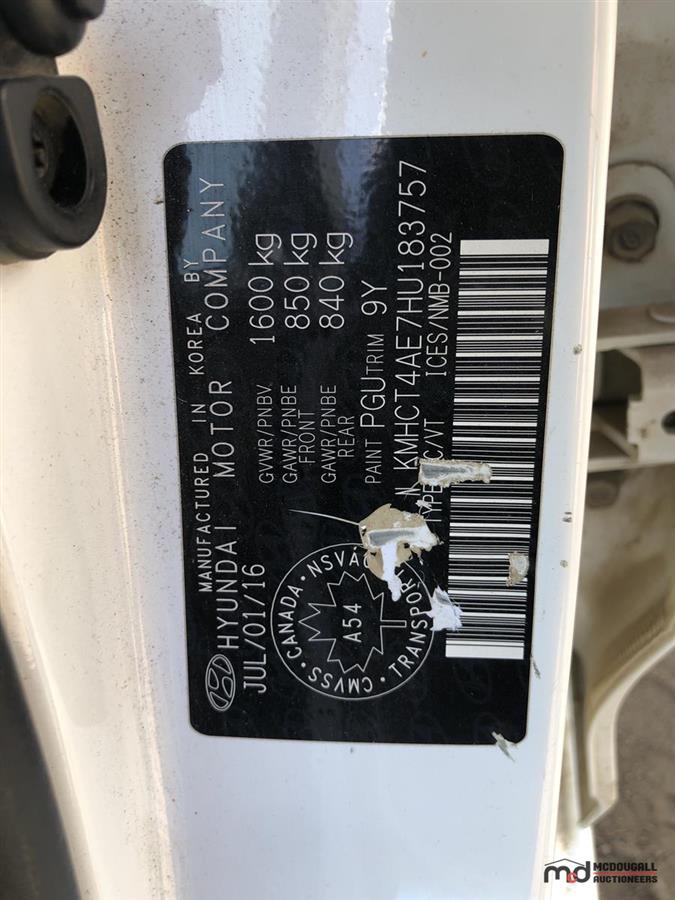 MANUFACTURED IN KOREA BY
HYUNDAI MOTOR COMPANY
JUL/01/16
GVWR/PNBV 1600 kg
GAWR/PNBE FRONT 850 kg
GAWR/PNBE REAR 840 kg
PAINT PGU TRIM 9Y
KMHCT4AE7HU183757
TYPE C/VT ICES/NMB-002
CANADA · NSVAC
A54
CMVSS · TRANSPOR
MCDOUGALL
AUCTIONEERS